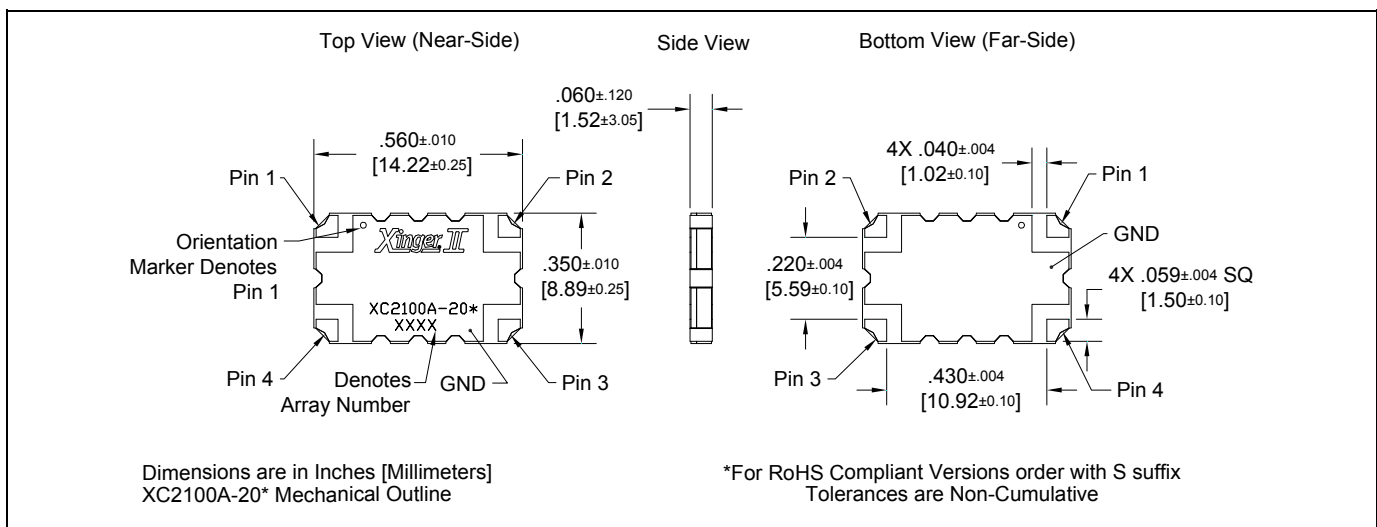 Top View (Near-Side)
Side View
Bottom View (Far-Side)
.060±.120
[1.52±3.05]
.560±.010
[14.22±0.25]
4X .040±.004
[1.02±0.10]
Pin 1
Pin 2
Pin 2
Pin 1
Orientation
Marker Denotes
Pin 1
Xinger II
GND
.350±.010
[8.89±0.25]
.220±.004
[5.59±0.10]
4X .059±.004 SQ
[1.50±0.10]
XC2100A-20*
XXXX
Pin 4
Denotes
Array Number
GND
Pin 3
Pin 3
.430±.004
[10.92±0.10]
Pin 4
Dimensions are in Inches [Millimeters]
XC2100A-20* Mechanical Outline
*For RoHS Compliant Versions order with S suffix
Tolerances are Non-Cumulative